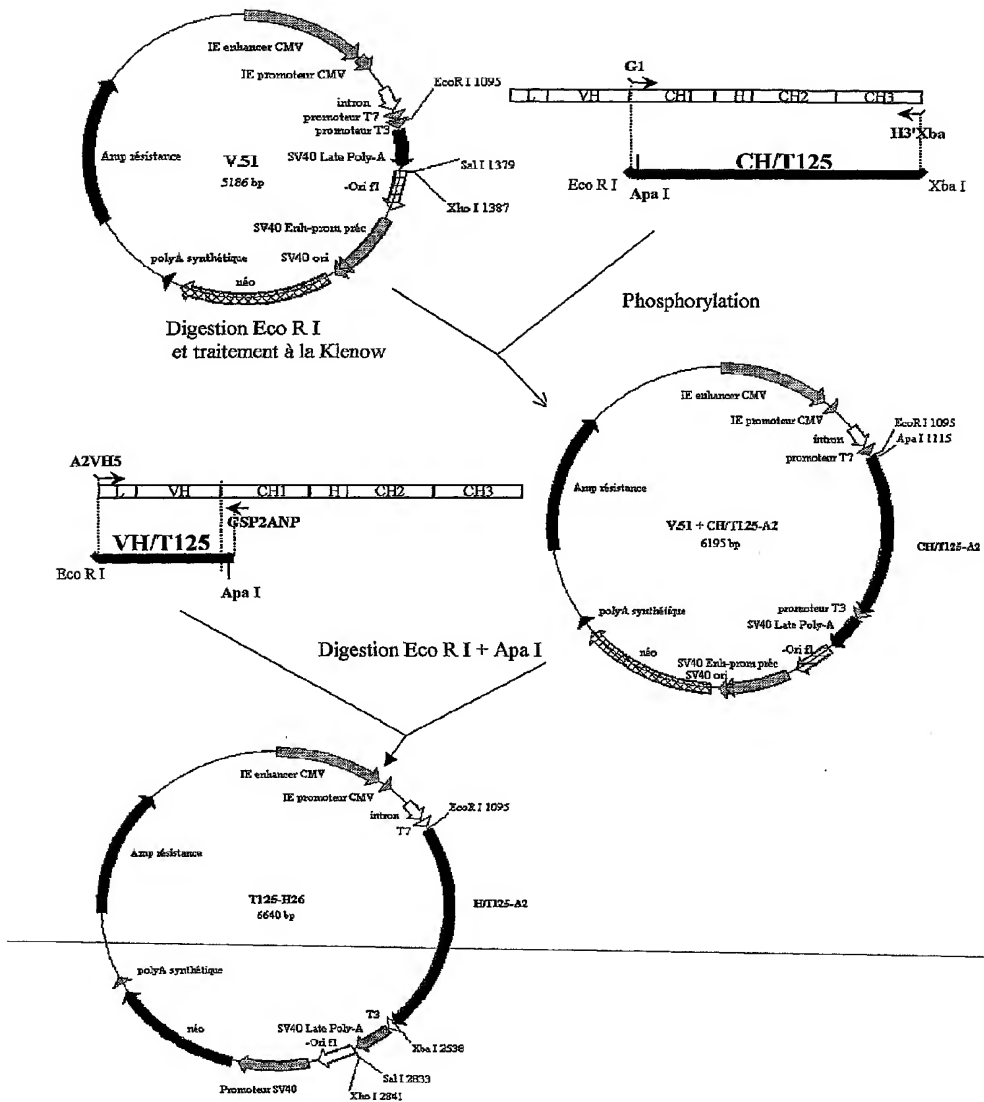 IE enhancer CMV
IE promoteur CMV
EcoRI 1095
intron
promoteur T7
promoteur T3
Amp résistance
V.51
5186 bp
SV40 Late Poly-A
Sal I 1379
-Ori f1
Xho I 1387
SV40 Enh-prom préc
polyA synthétique
SV40 ori
néo
G1
L VH CH1 H CH2 CH3
H3'Xba
CH/T125
Eco R I
Apa I
Xba I
Digestion Eco R I
et traitement à la Klenow
Phosphorylation
IE enhancer CMV
IE promoteur CMV
EcoRI 1095
Apa I 1115
intron
promoteur T7
Amp résistance
V.51 + CH/T125-A2
6195 bp
CH/T125-A2
promoteur T3
SV40 Late Poly-A
polyA synthétique
-Ori f1
néo
SV40 Enh-prom préc
SV40 ori
A2VH5
L VH CH1 H CH2 CH3
GSP2ANP
VH/T125
Eco R I
Apa I
Digestion Eco R I + Apa I
IE enhancer CMV
IE promoteur CMV
EcoRI 1095
intron
T7
Amp résistance
T125-H26
6640 bp
H/T125-A2
polyA synthétique
T3
néo
SV40 Late Poly-A
-Ori f1
Xba I 2538
Sal I 2833
Promoteur SV40
Xho I 2841